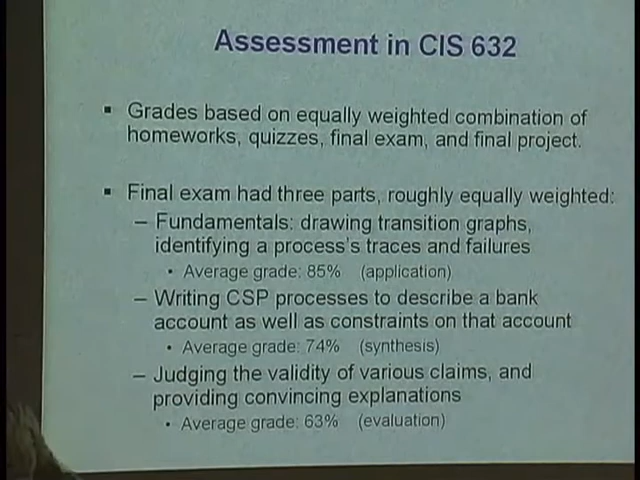 Assessment in CIS 632
▪ Grades based on equally weighted combination of
homeworks, quizzes, final exam, and final project.
▪ Final exam had three parts, roughly equally weighted:
– Fundamentals: drawing transition graphs,
identifying a process's traces and failures
• Average grade: 85% (application)
– Writing CSP processes to describe a bank
account as well as constraints on that account
• Average grade: 74% (synthesis)
– Judging the validity of various claims, and
providing convincing explanations
• Average grade: 63% (evaluation)